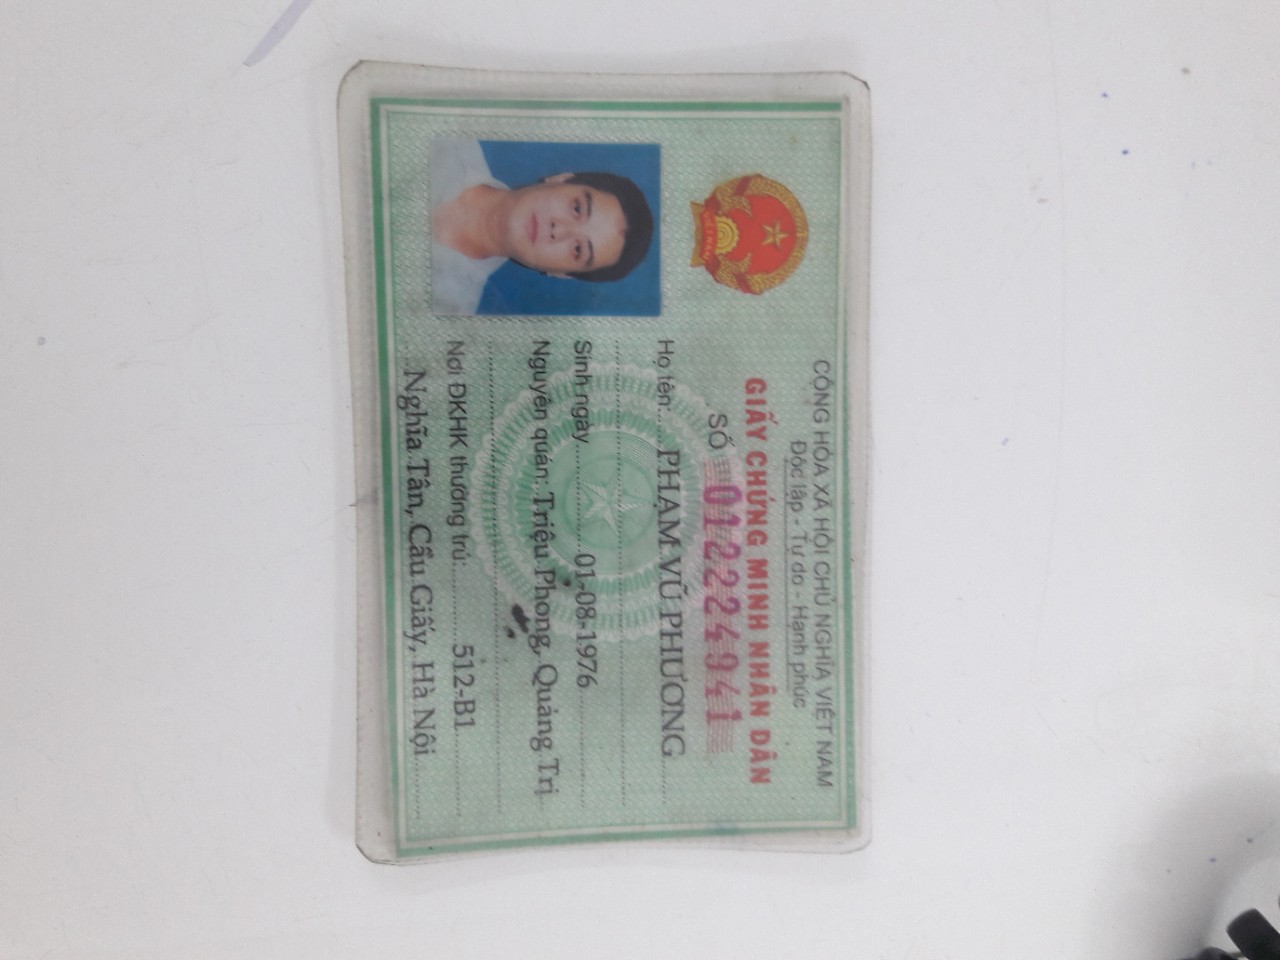 CỘNG HÒA XÃ HỘI CHỦ NGHĨA VIỆT NAM
Độc lập - Tự do - Hạnh phúc
GIẤY CHỨNG MINH NHÂN DÂN
SỐ 012224941
VIỆT NAM
Họ tên: PHẠM VŨ PHƯƠNG
Sinh ngày 01-08-1976
Nguyên quán: Triệu Phong, Quảng Trị
Nơi ĐKHK thường trú: 512-B1
Nghĩa Tân, Cầu Giấy, Hà Nội